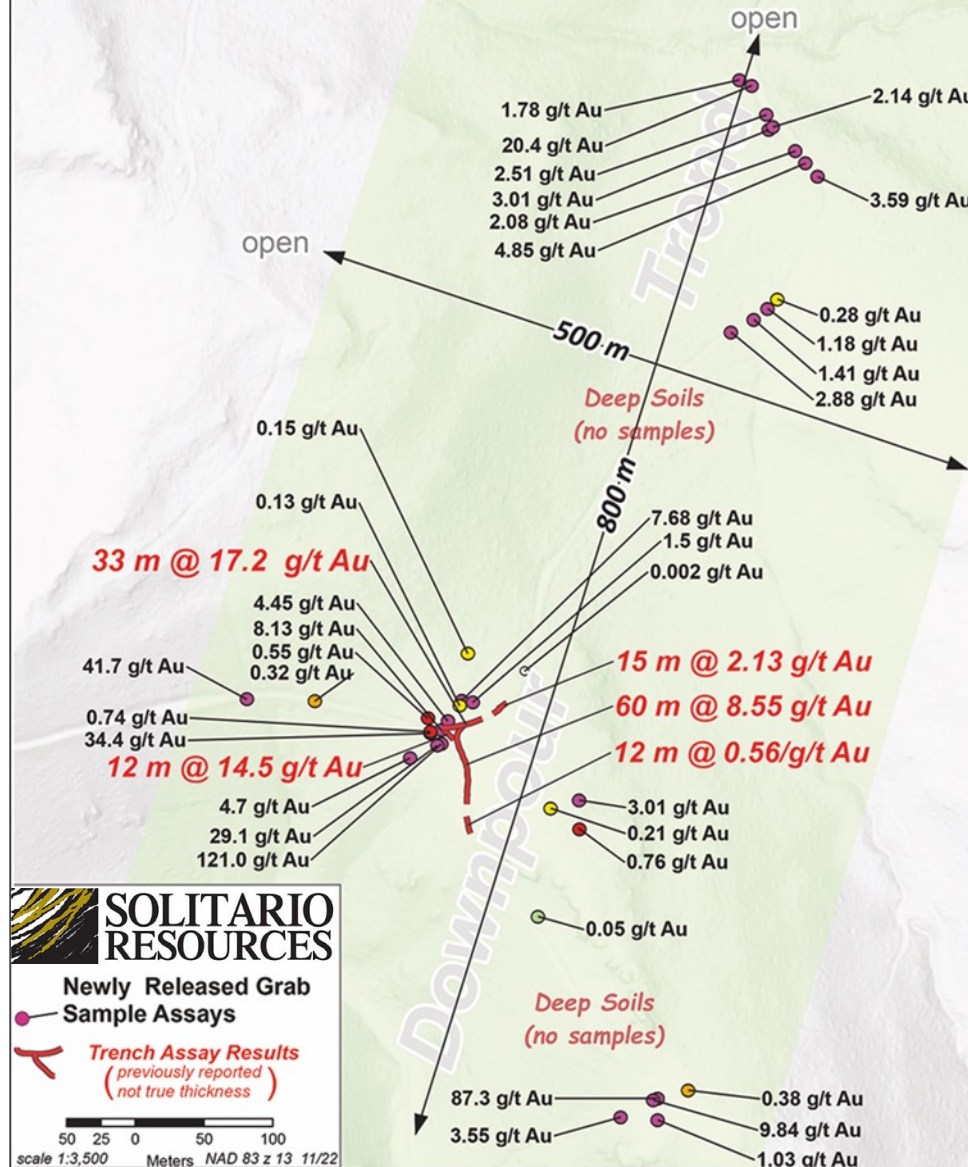 open
1.78 g/t Au
2.14 g/t Au
20.4 g/t Au
2.51 g/t Au
3.01 g/t Au
3.59 g/t Au
2.08 g/t Au
4.85 g/t Au
Trend
open
500 m
0.28 g/t Au
1.18 g/t Au
1.41 g/t Au
2.88 g/t Au
Deep Soils
(no samples)
800 m
0.15 g/t Au
0.13 g/t Au
33 m @ 17.2 g/t Au
7.68 g/t Au
1.5 g/t Au
0.002 g/t Au
4.45 g/t Au
8.13 g/t Au
0.55 g/t Au
0.32 g/t Au
41.7 g/t Au
0.74 g/t Au
34.4 g/t Au
12 m @ 14.5 g/t Au
4.7 g/t Au
29.1 g/t Au
121.0 g/t Au
15 m @ 2.13 g/t Au
60 m @ 8.55 g/t Au
12 m @ 0.56/g/t Au
3.01 g/t Au
0.21 g/t Au
0.76 g/t Au
0.05 g/t Au
Downpour
Deep Soils
(no samples)
87.3 g/t Au
3.55 g/t Au
0.38 g/t Au
9.84 g/t Au
1.03 g/t Au
SOLITARIO
RESOURCES
Newly Released Grab
Sample Assays
Trench Assay Results
(previously reported
not true thickness)
50 25 0 50 100
scale 1:3,500 Meters NAD 83 z 13 11/22